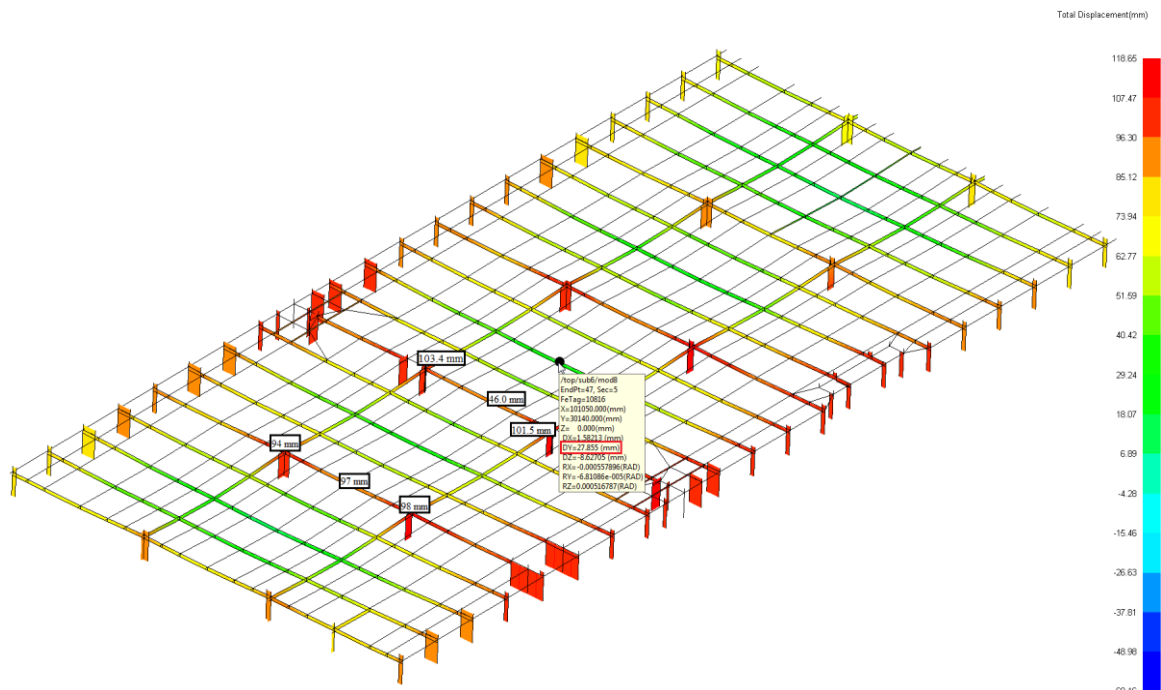 Total Displacement(mm)
118.65
107.47
96.30
85.12
73.94
62.77
51.59
40.42
29.24
18.07
6.89
-4.28
-15.46
-26.63
-37.81
-48.98
103.4 mm
46.0 mm
101.5 mm
94 mm
97 mm
98 mm
/top/sub6/mod8
EndPt=47, Sec=5
FeTag=10816
X=101050.000(mm)
Y=30140.000(mm)
Z= 0.000(mm)
DX=1.58213 (mm)
DY=27.855 (mm)
DZ=-8.62705 (mm)
RX=-0.000557896(RAD)
RY=-6.81086e-005(RAD)
RZ=0.000516787(RAD)